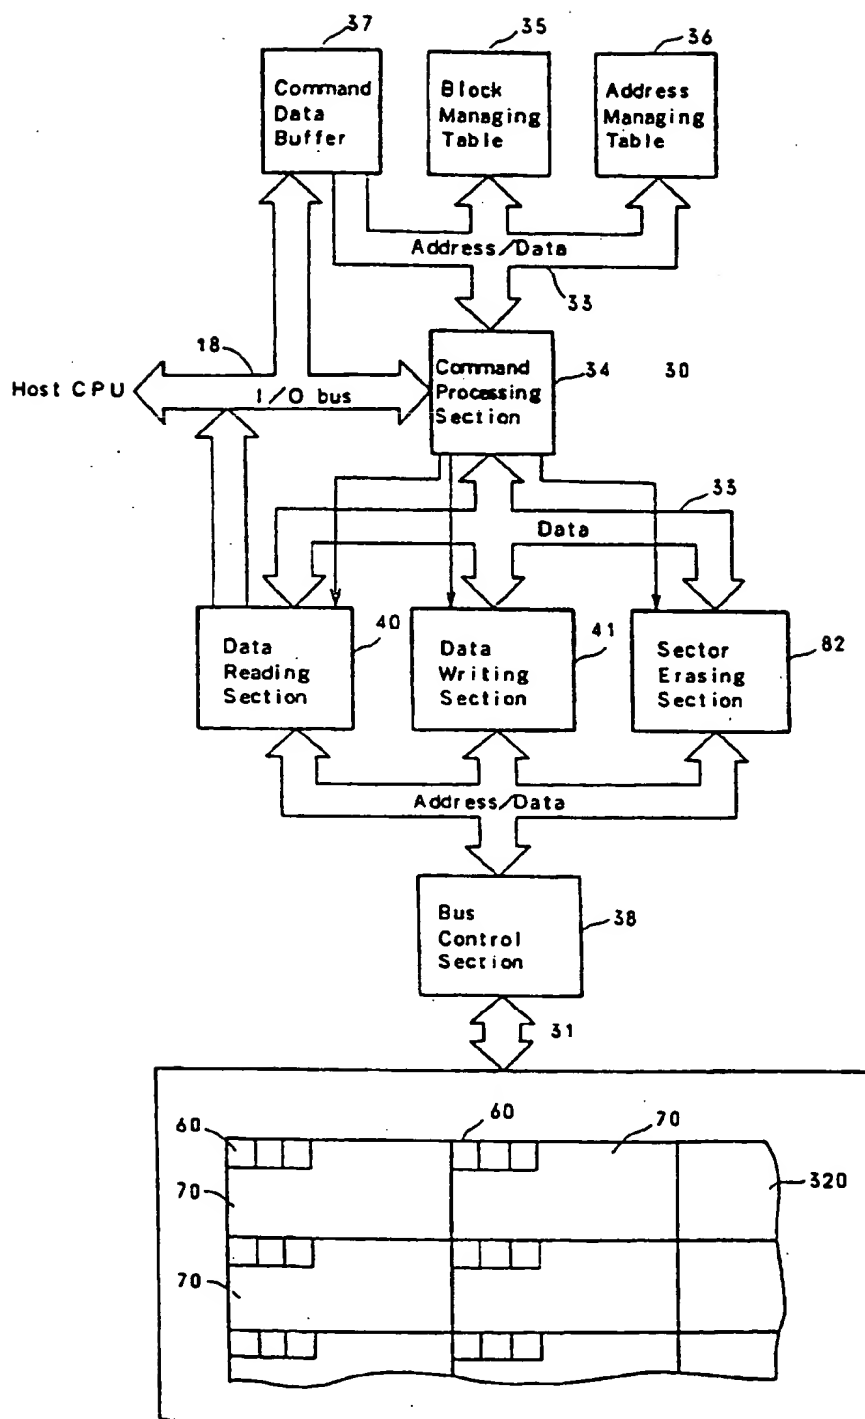 37
35
36
Command
Data
Buffer
Block
Managing
Table
Address
Managing
Table
Address/Data
33
18
Host CPU
I/O bus
Command
Processing
Section
34
30
33
Data
Data
Reading
Section
40
Data
Writing
Section
41
Sector
Erasing
Section
82
Address/Data
Bus
Control
Section
38
31
60
60
70
320
70
70